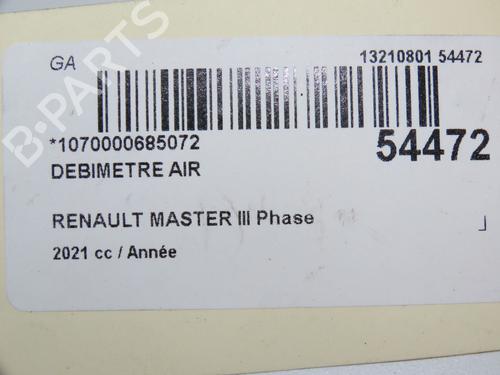 GA
13210801 54472
*1070000685072
54472
DEBIMETRE AIR
RENAULT MASTER III Phase
2021 cc / Année
B-PARTS